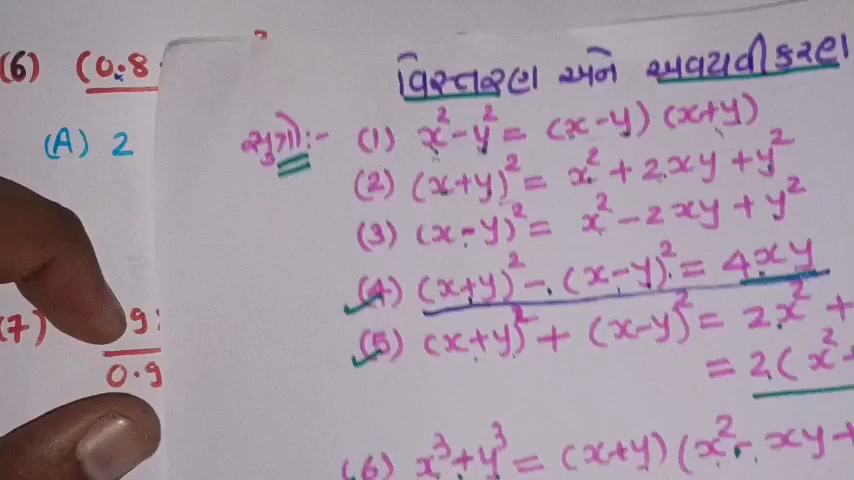 (6) (0.8
(A) 2
(7) 9:
0.9
વિસ્તરણ અને અવયવીકરણ
સુત્રો:-
(1) x² - y² = (x-y) (x+y)
(2) (x+y)² = x² + 2xy + y²
(3) (x-y)² = x² - 2xy + y²
(4) (x+y)² - (x-y)² = 4xy
(5) (x+y)² + (x-y)² = 2x² +
= 2(x²
(6) x³ + y³ = (x+y) (x² - xy +